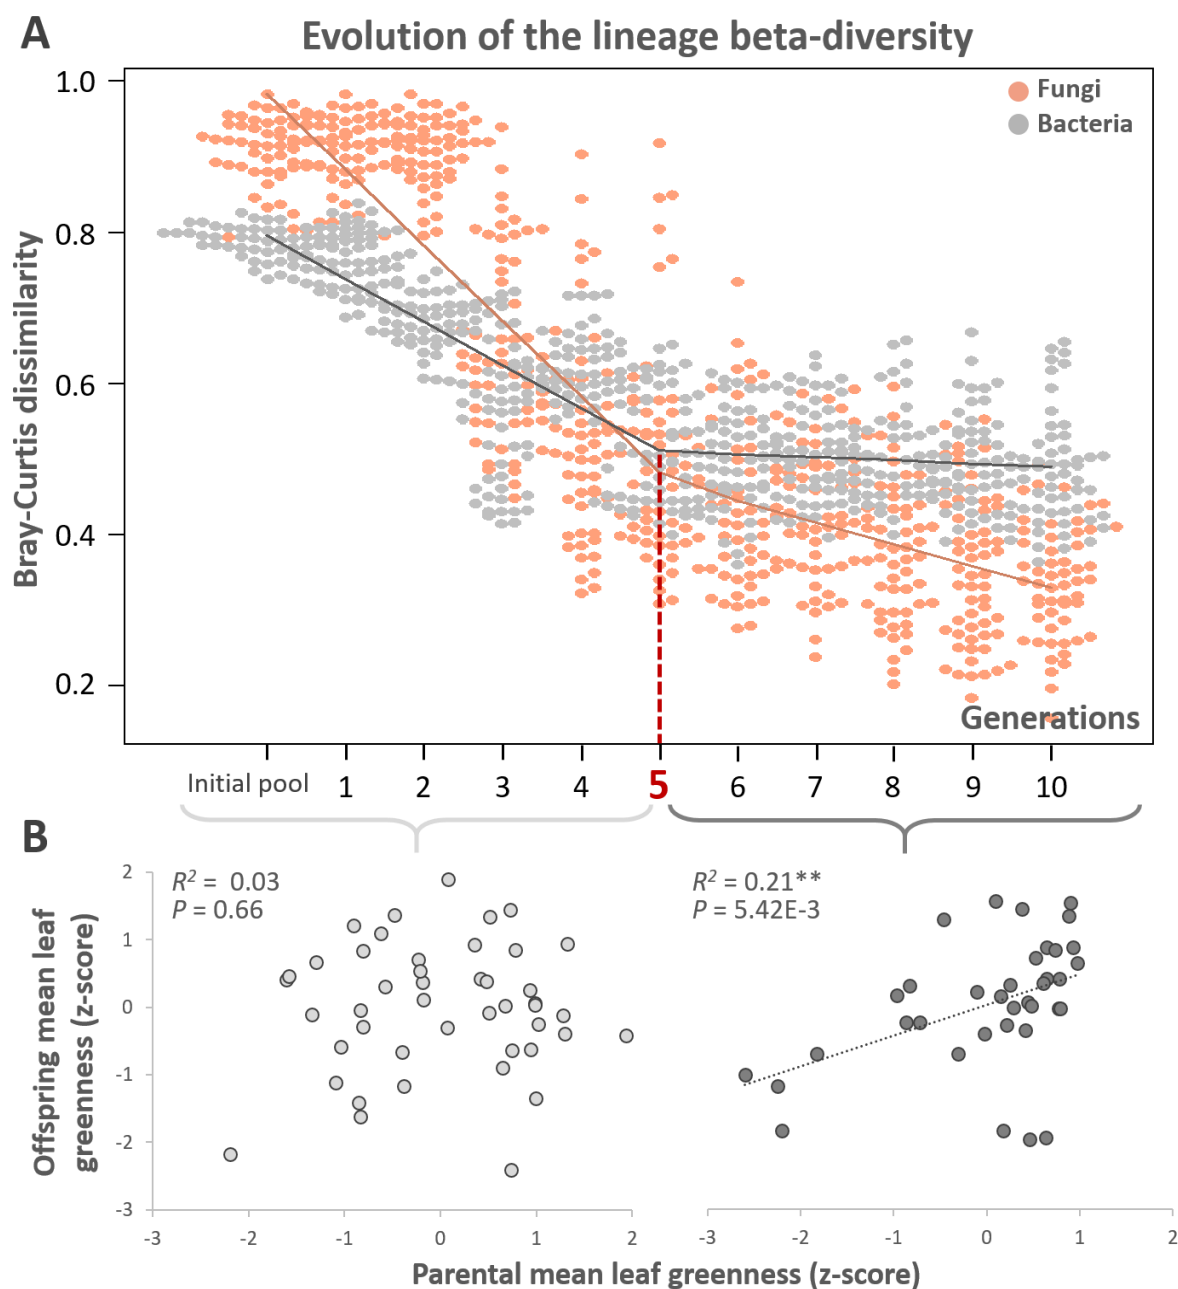 A
Evolution of the lineage beta-diversity
Fungi
Bacteria
Bray-Curtis dissimilarity
1.0
0.8
0.6
0.4
0.2
Generations
Initial pool 1 2 3 4 5 6 7 8 9 10
B
R² = 0.03
P = 0.66
R² = 0.21**
P = 5.42E-3
Offspring mean leaf
greenness (z-score)
2
1
0
-1
-2
-3
-3 -2 -1 0 1 2
-3 -2 -1 0 1 2
Parental mean leaf greenness (z-score)